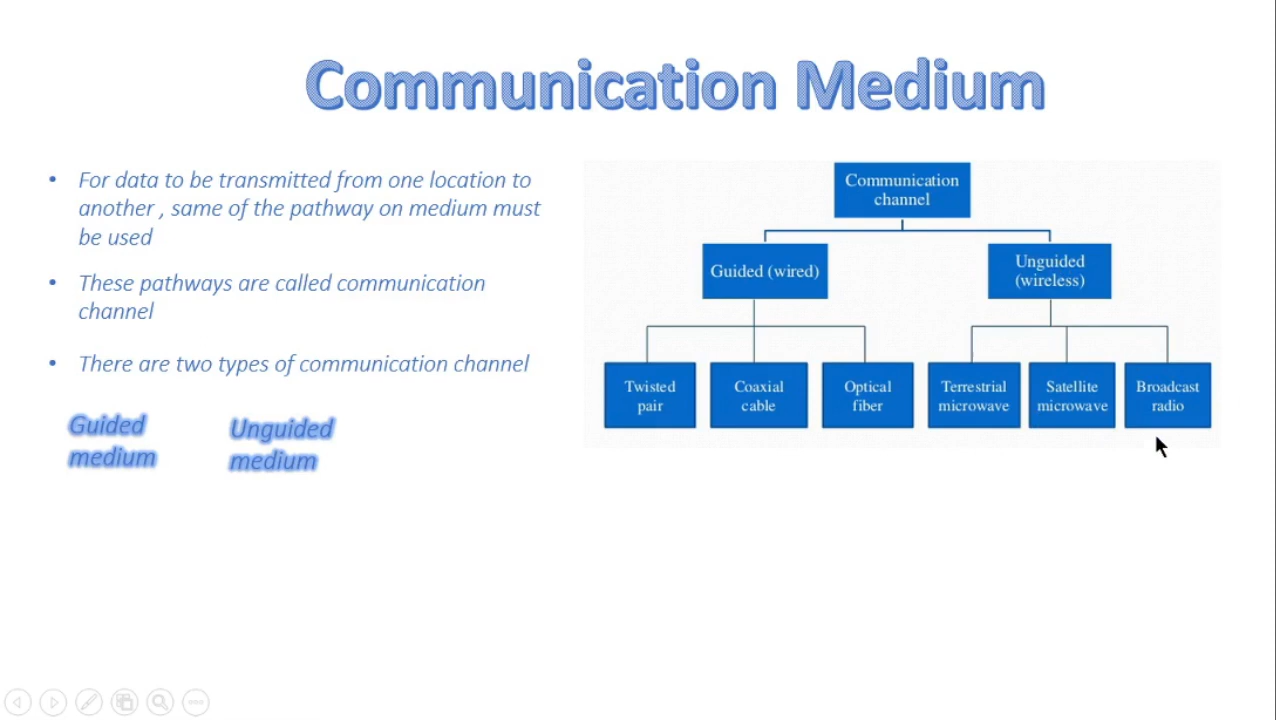 Communication Medium
• For data to be transmitted from one location to
another , same of the pathway on medium must
be used
• These pathways are called communication
channel
• There are two types of communication channel
Guided
medium
Unguided
medium
Communication
channel
Guided (wired)
Unguided
(wireless)
Twisted
pair
Coaxial
cable
Optical
fiber
Terrestrial
microwave
Satellite
microwave
Broadcast
radio